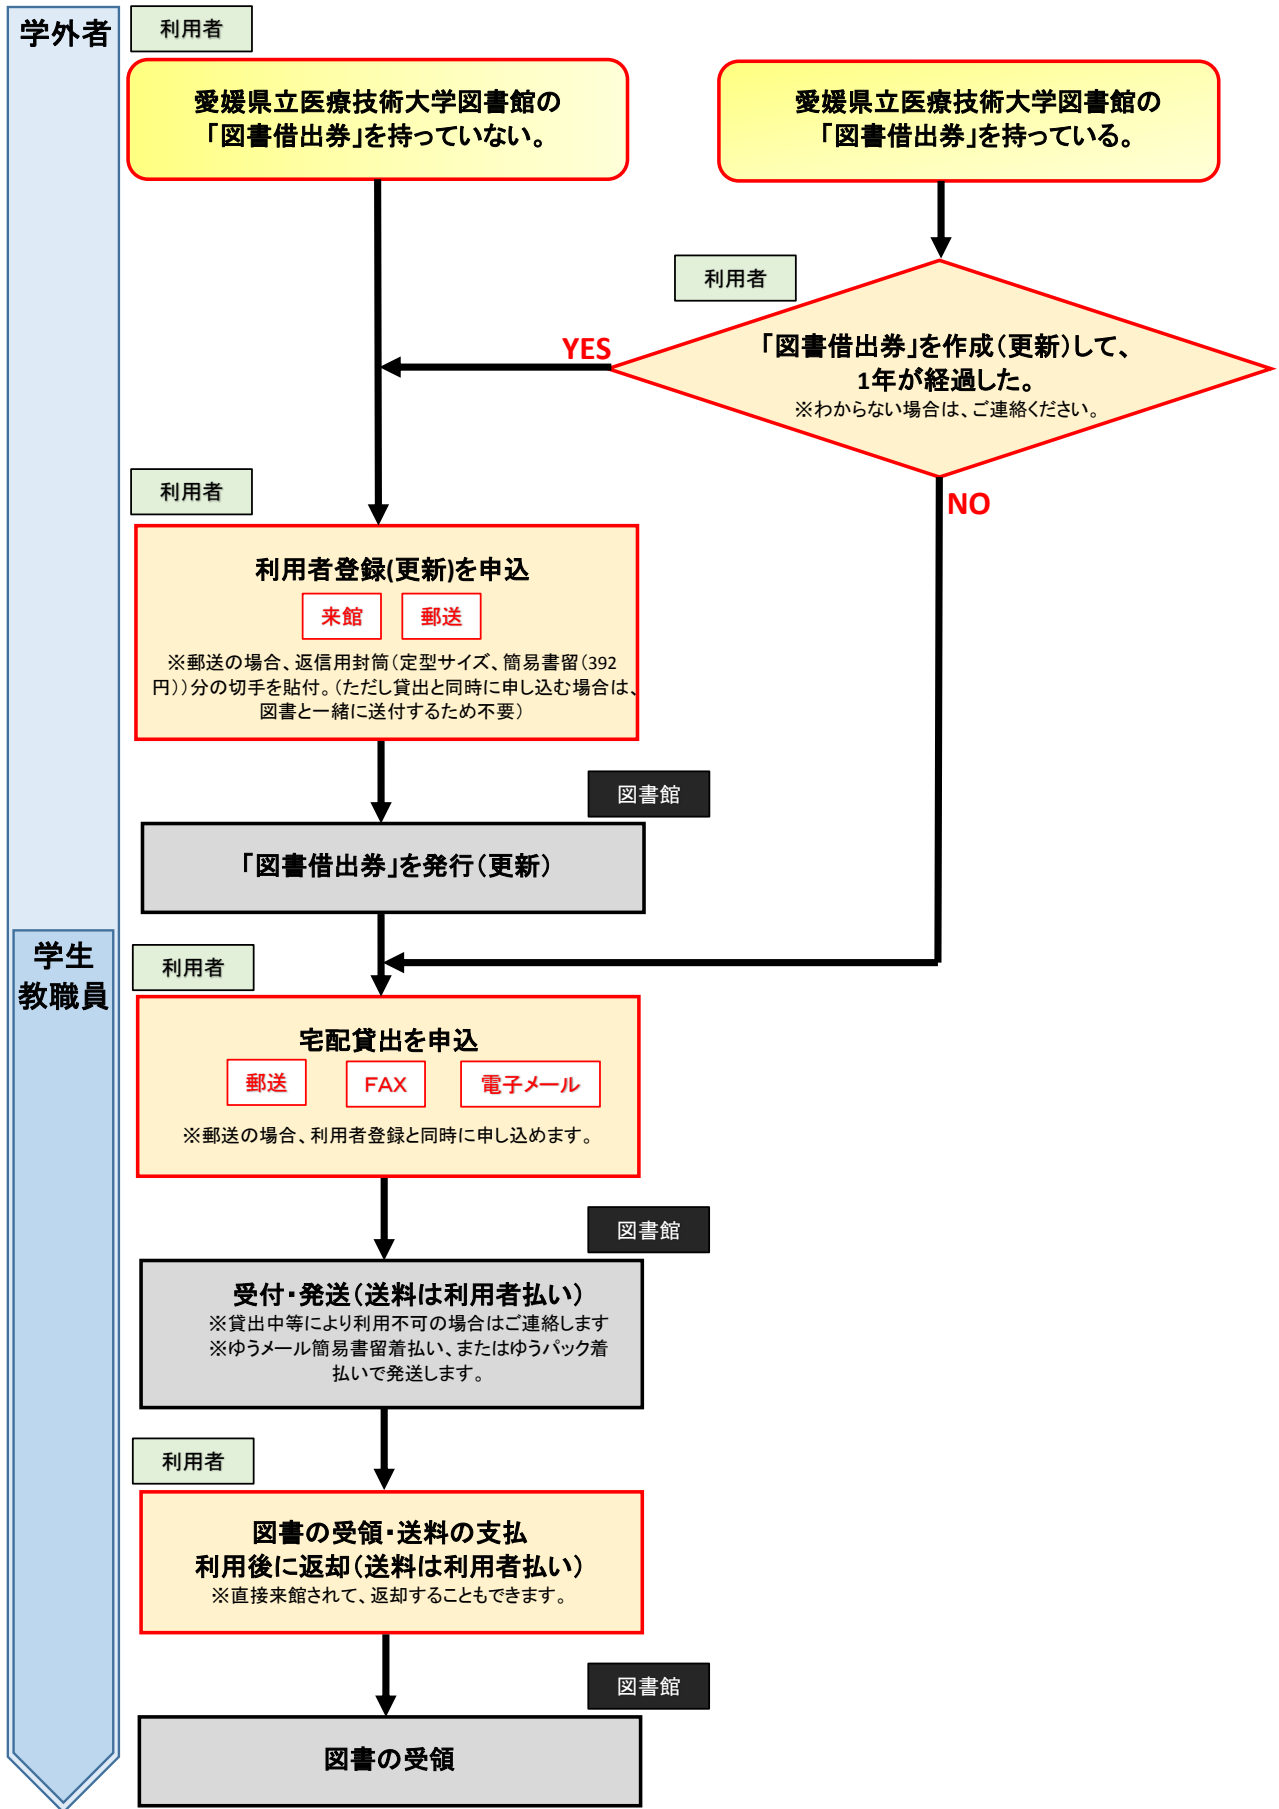 学外者
利用者
愛媛県立医療技術大学図書館の
「図書借出券」を持っていない。
愛媛県立医療技術大学図書館の
「図書借出券」を持っている。
利用者
「図書借出券」を作成(更新)して、
1年が経過した。
※わからない場合は、ご連絡ください。
YES
NO
利用者
利用者登録(更新)を申込
来館
郵送
※郵送の場合、返信用封筒(定型サイズ、簡易書留(392
円))分の切手を貼付。(ただし貸出と同時に申し込む場合は、
図書と一緒に送付するため不要)
図書館
「図書借出券」を発行(更新)
学生
教職員
利用者
宅配貸出を申込
郵送
FAX
電子メール
※郵送の場合、利用者登録と同時に申し込めます。
図書館
受付・発送(送料は利用者払い)
※貸出中等により利用不可の場合はご連絡します
※ゆうメール簡易書留着払い、またはゆうパック着
払いで発送します。
利用者
図書の受領・送料の支払
利用後に返却(送料は利用者払い)
※直接来館されて、返却することもできます。
図書館
図書の受領